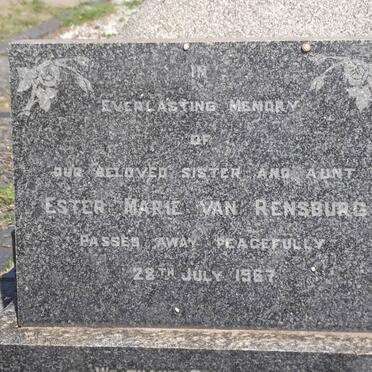 IN
EVERLASTING MEMORY
OF
OUR BELOVED SISTER AND AUNT
ESTER MARIE VAN RENSBURG
PASSED AWAY PEACEFULLY
28TH JULY 1967